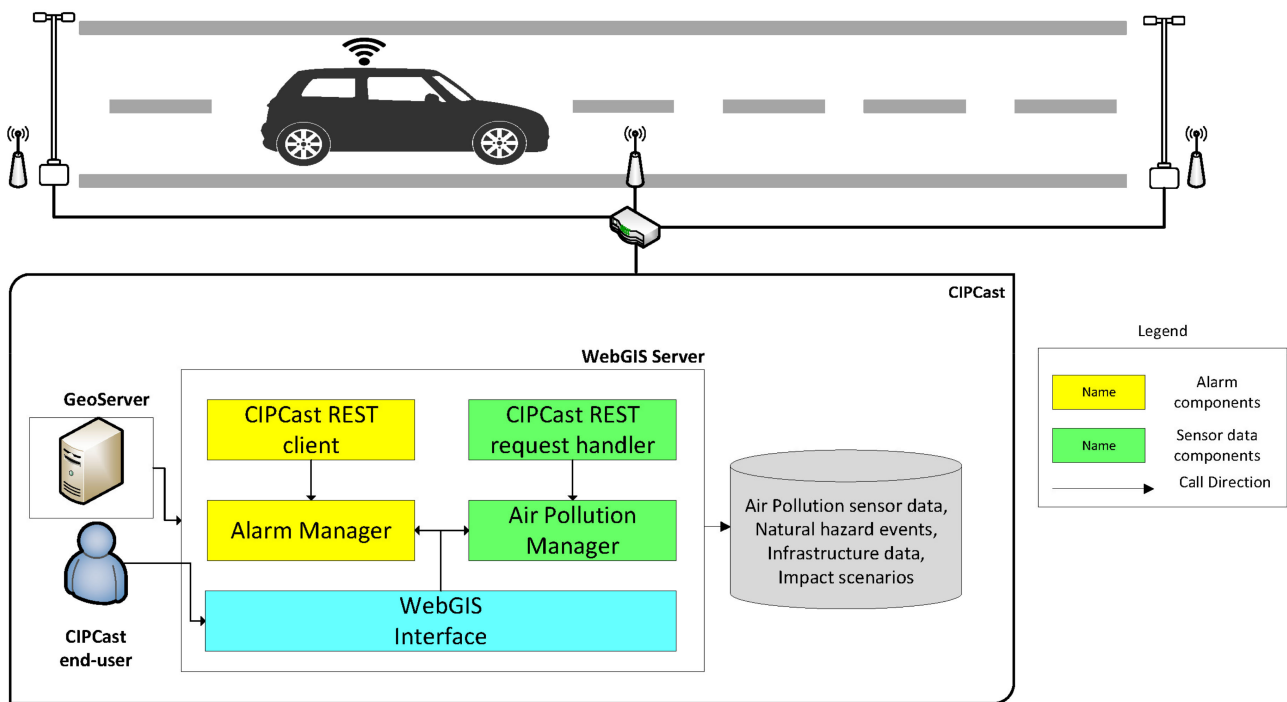 CIPCast
Legend
Name
Alarm
components
Name
Sensor data
components
Call Direction
WebGIS Server
GeoServer
CIPCast REST
client
CIPCast REST
request handler
Alarm Manager
Air Pollution
Manager
WebGIS
Interface
CIPCast
end-user
Air Pollution sensor data,
Natural hazard events,
Infrastructure data,
Impact scenarios